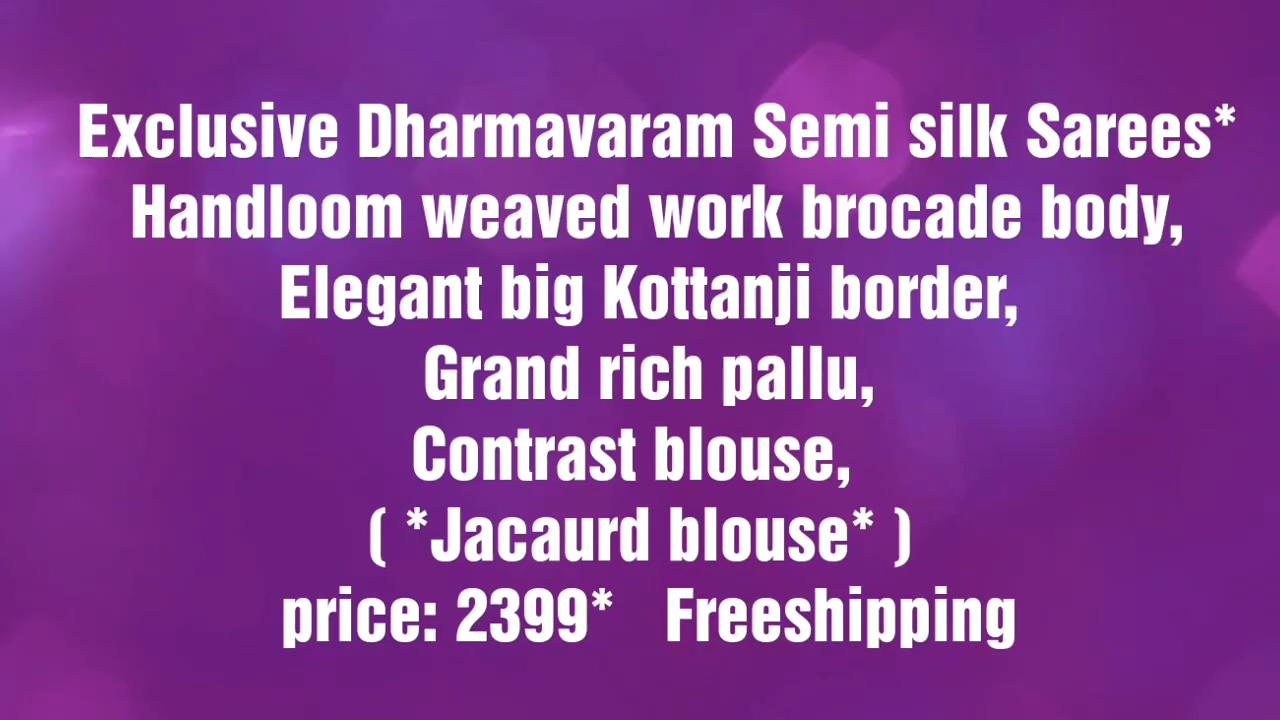 Exclusive Dharmavaram Semi silk Sarees*
Handloom weaved work brocade body,
Elegant big Kottanji border,
Grand rich pallu,
Contrast blouse,
( *Jacaurd blouse* )
price: 2399* Freeshipping